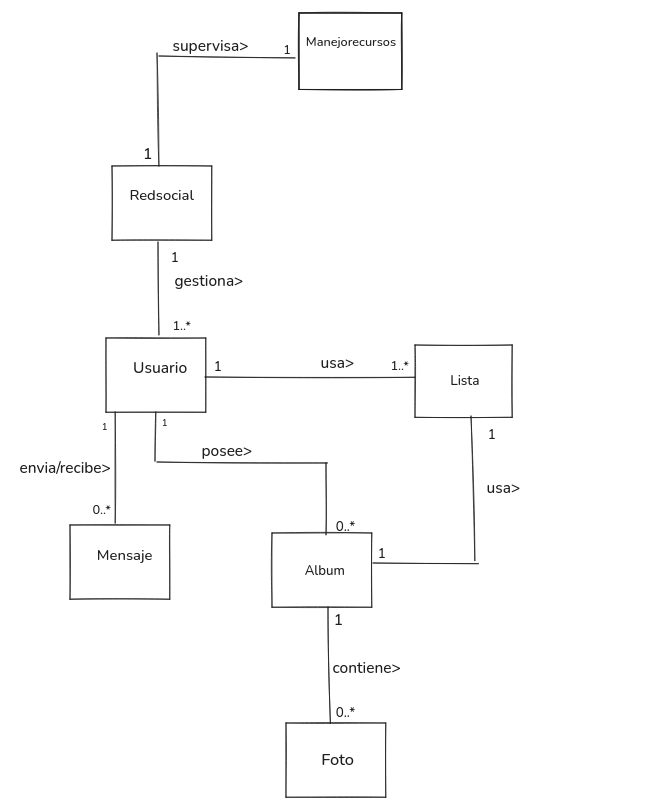 Manejorecursos
supervisa>
1
1
Redsocial
1
gestiona>
1..*
Usuario
1
usa>
1..*
Lista
1
1
1
usa>
envia/recibe>
posee>
0..*
0..*
Mensaje
1
Album
1
contiene>
0..*
Foto